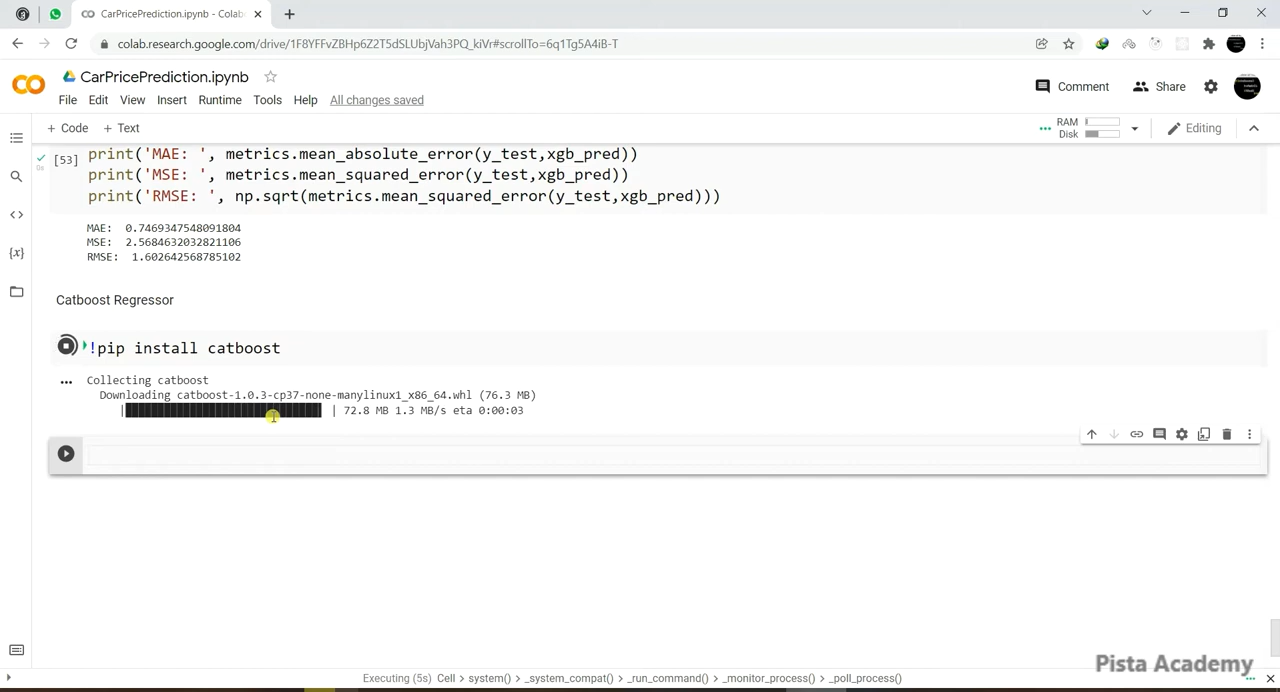 CarPricePrediction.ipynb - Colab
colab.research.google.com/drive/1F8YFFvZBHp6Z2T5dSLUbjVah3PQ_kiVr#scrollTo=6q1Tg5A4iB-T
CarPricePrediction.ipynb
File Edit View Insert Runtime Tools Help All changes saved
Comment Share
+ Code + Text
RAM
Disk
Editing
[53] print('MAE: ', metrics.mean_absolute_error(y_test,xgb_pred))
0s
print('MSE: ', metrics.mean_squared_error(y_test,xgb_pred))
print('RMSE: ', np.sqrt(metrics.mean_squared_error(y_test,xgb_pred)))
MAE: 0.7469347548091804
MSE: 2.5684632032821106
RMSE: 1.602642568785102
Catboost Regressor
!pip install catboost
Collecting catboost
Downloading catboost-1.0.3-cp37-none-manylinux1_x86_64.whl (76.3 MB)
| 72.8 MB 1.3 MB/s eta 0:00:03
Pista Academy
Executing (5s) Cell > system() > _system_compat() > _run_command() > _monitor_process() > _poll_process()